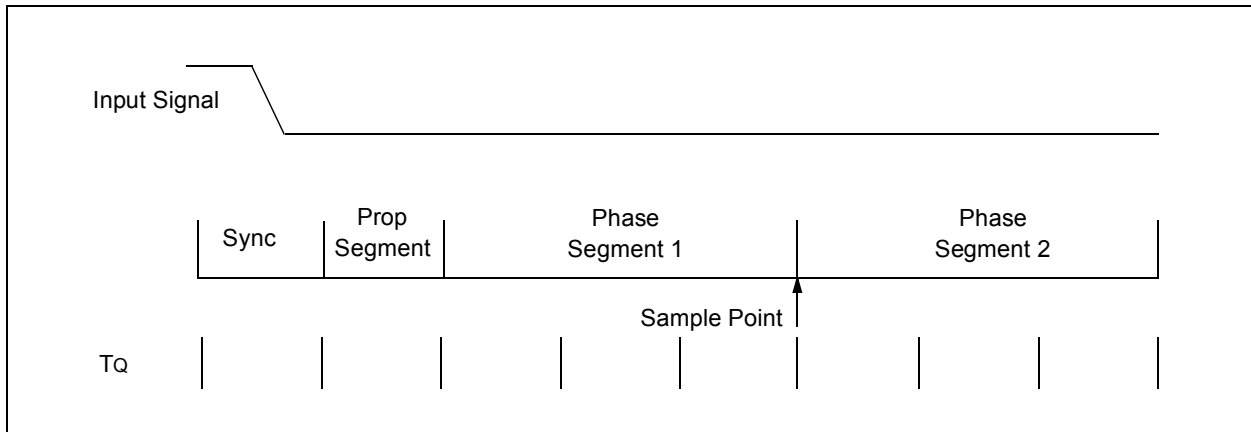 Input Signal
Sync
Prop
Segment
Phase
Segment 1
Phase
Segment 2
Sample Point
TQ